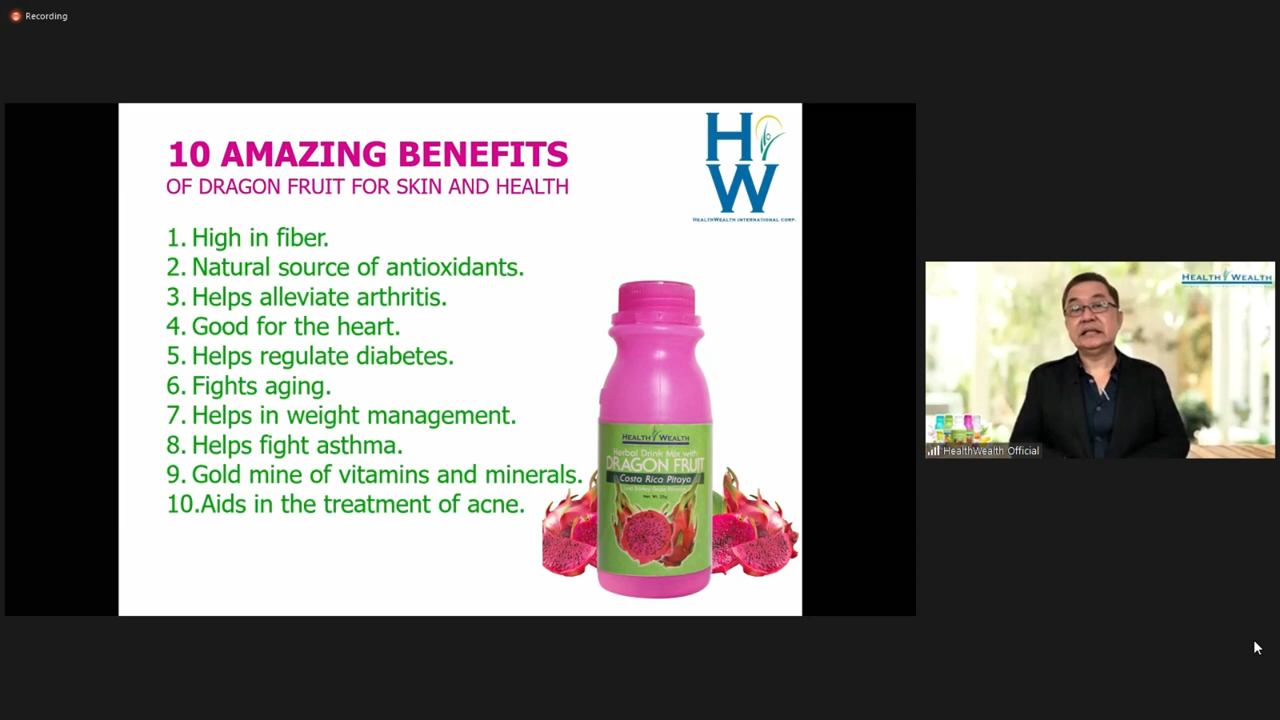 Recording
10 AMAZING BENEFITS
OF DRAGON FRUIT FOR SKIN AND HEALTH
1. High in fiber.
2. Natural source of antioxidants.
3. Helps alleviate arthritis.
4. Good for the heart.
5. Helps regulate diabetes.
6. Fights aging.
7. Helps in weight management.
8. Helps fight asthma.
9. Gold mine of vitamins and minerals.
10.Aids in the treatment of acne.
HW
HEALTHWEALTH INTERNATIONAL CORP.
HEALTH WEALTH
Herbal Drink Mix with
DRAGON FRUIT
Costa Rica Pitaya
Net Wt.
HEALTH WEALTH
HealthWealth Official